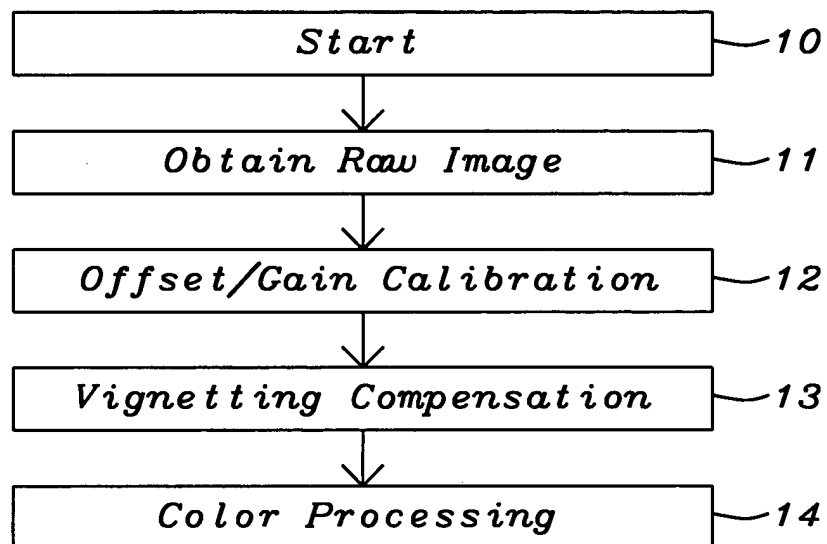 Start 10
Obtain Raw Image 11
Offset/Gain Calibration 12
Vignetting Compensation 13
Color Processing 14